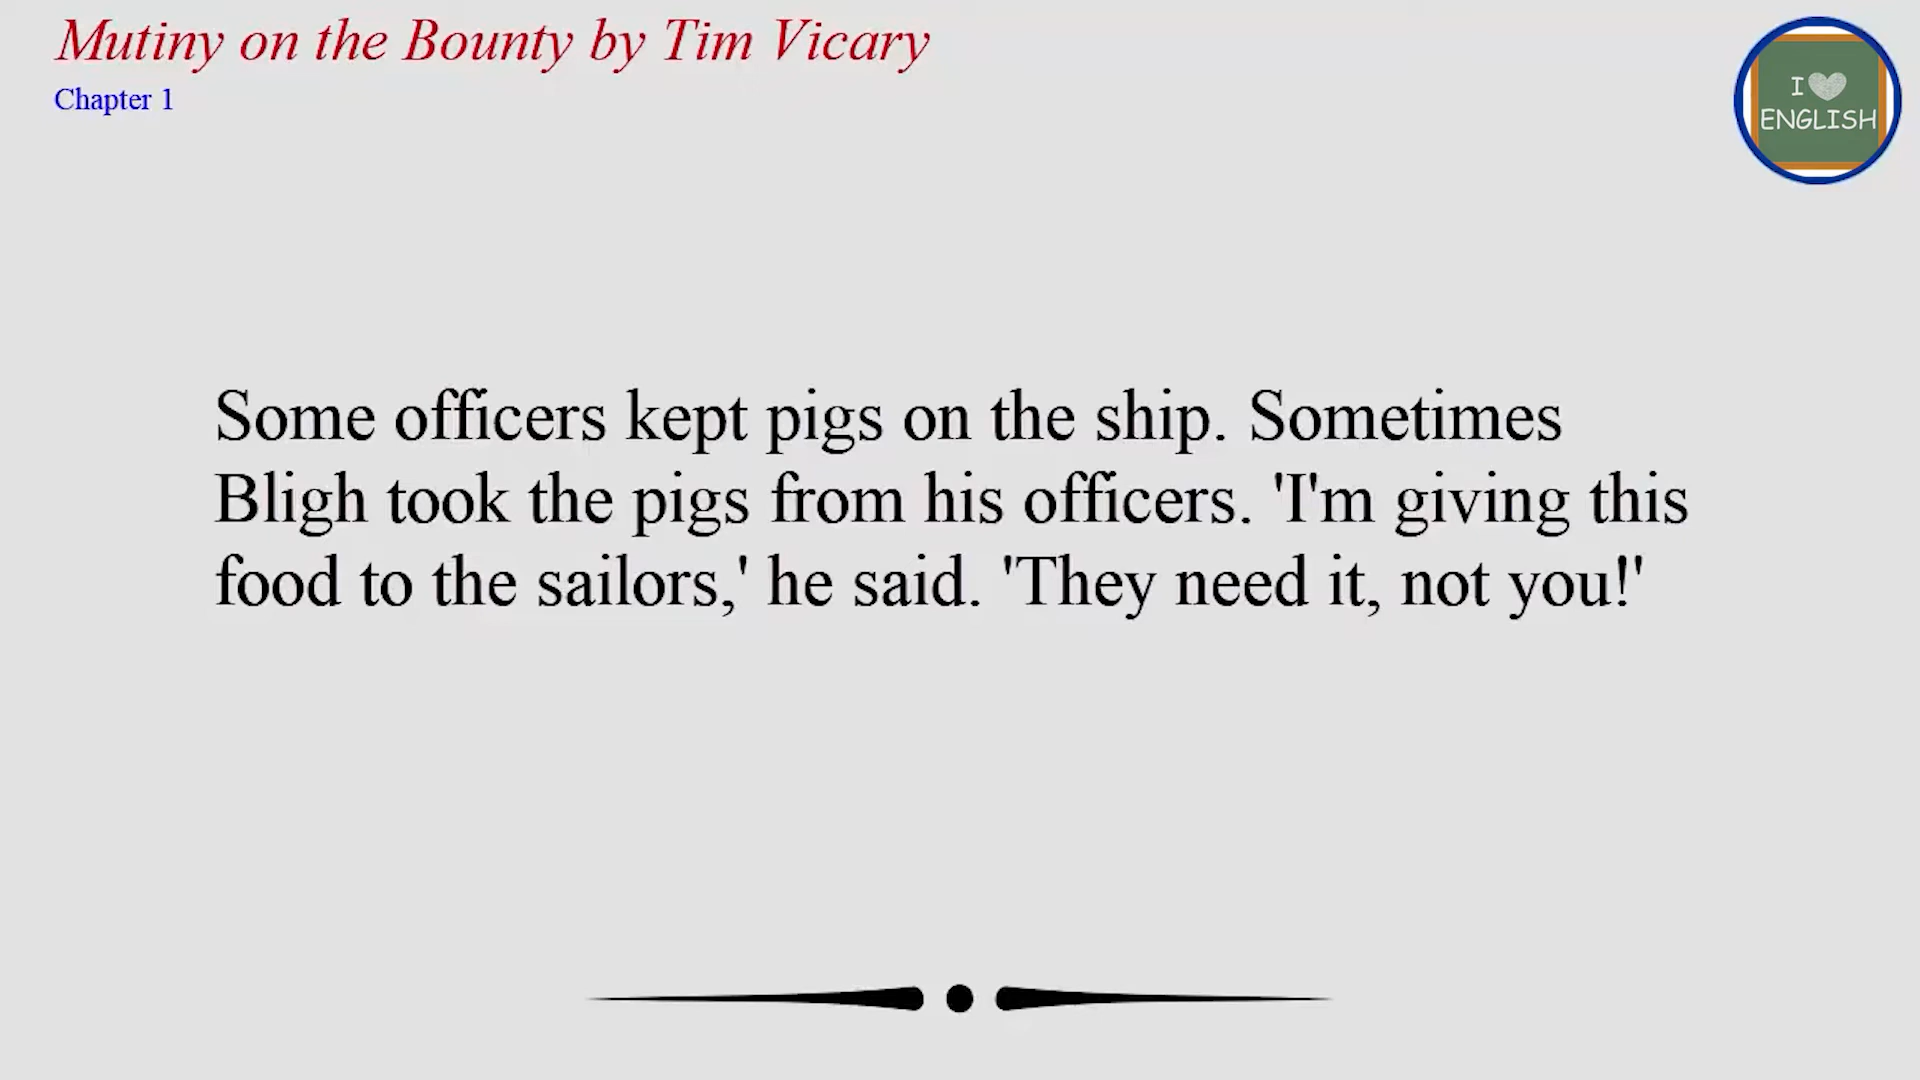 Mutiny on the Bounty by Tim Vicary
Chapter 1
I
ENGLISH
Some officers kept pigs on the ship. Sometimes
Bligh took the pigs from his officers. 'I'm giving this
food to the sailors,' he said. 'They need it, not you!'